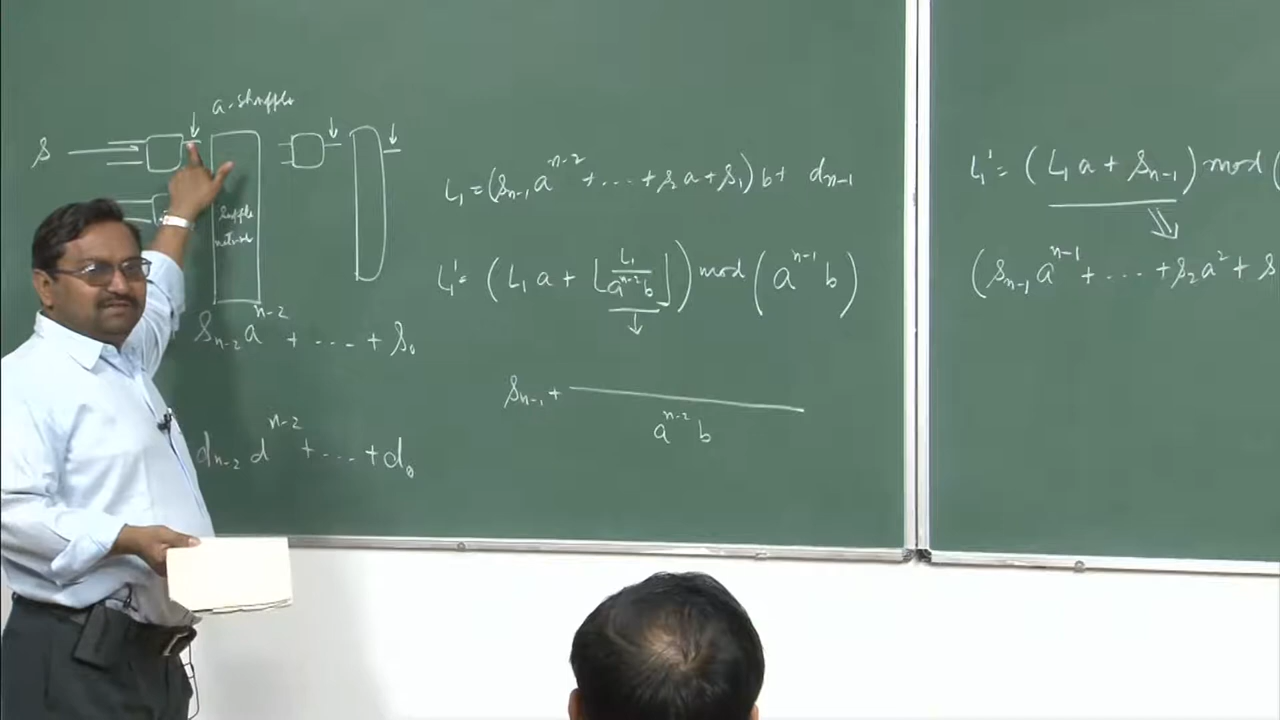 a-shuffle
S
shuffle
network
S_{n-2} a^{n-2} + .... + S_0
d_{n-2} d^{n-2} + .... + d_0
L_1 = (S_{n-1} a^{n-2} + .... + S_2 a + S_1) b + d_{n-1}
L_1' = (L_1 a + ⌊L_1 / a^{n-2} b⌋) mod (a^{n-1} b)
S_{n-1} + ——— / a^{n-2} b
L_1' = (L_1 a + S_{n-1}) mod (
⇓
(S_{n-1} a^{n-1} + .... + S_2 a^2 + S